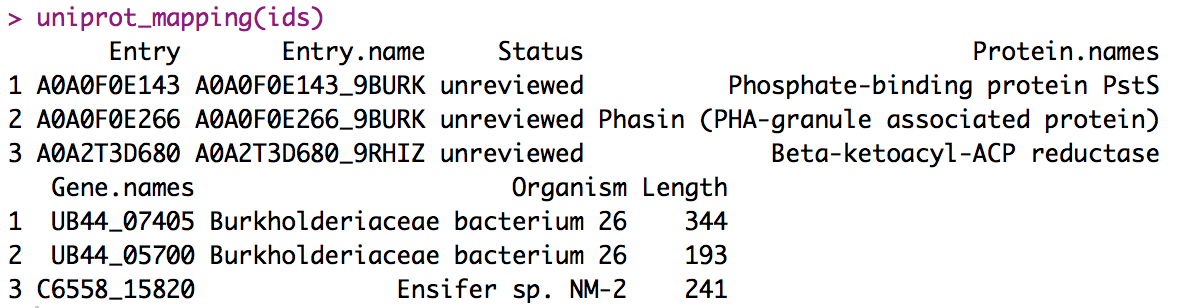 > uniprot_mapping(ids)
Entry Entry.name Status Protein.names
1 A0A0F0E143 A0A0F0E143_9BURK unreviewed Phosphate-binding protein PstS
2 A0A0F0E266 A0A0F0E266_9BURK unreviewed Phasin (PHA-granule associated protein)
3 A0A2T3D680 A0A2T3D680_9RHIZ unreviewed Beta-ketoacyl-ACP reductase
Gene.names Organism Length
1 UB44_07405 Burkholderiaceae bacterium 26 344
2 UB44_05700 Burkholderiaceae bacterium 26 193
3 C6558_15820 Ensifer sp. NM-2 241